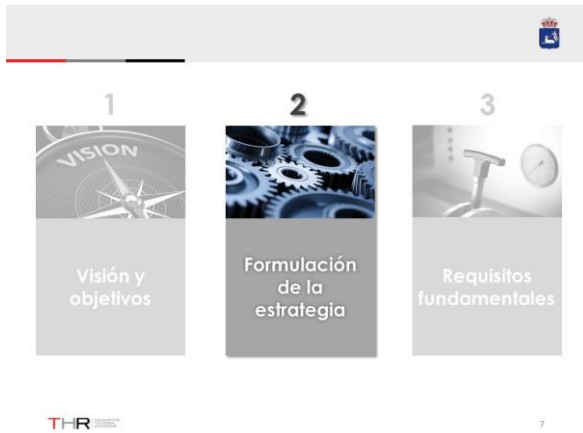 1
2
3
VISION
Visión y
objetivos
Formulación
de la
estrategia
Requisitos
fundamentales
THR
7